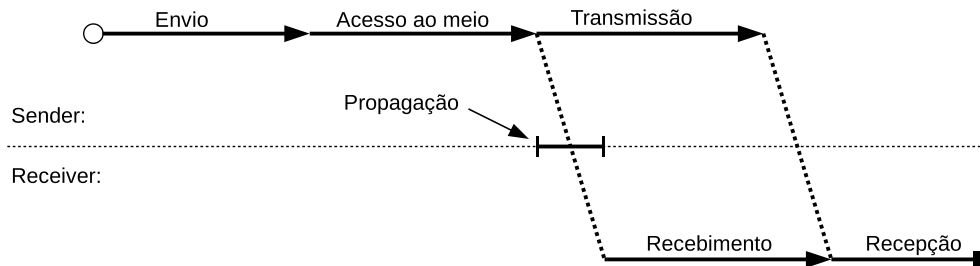 Envio
Acesso ao meio
Transmissão
Propagação
Sender:
Receiver:
Recebimento
Recepção